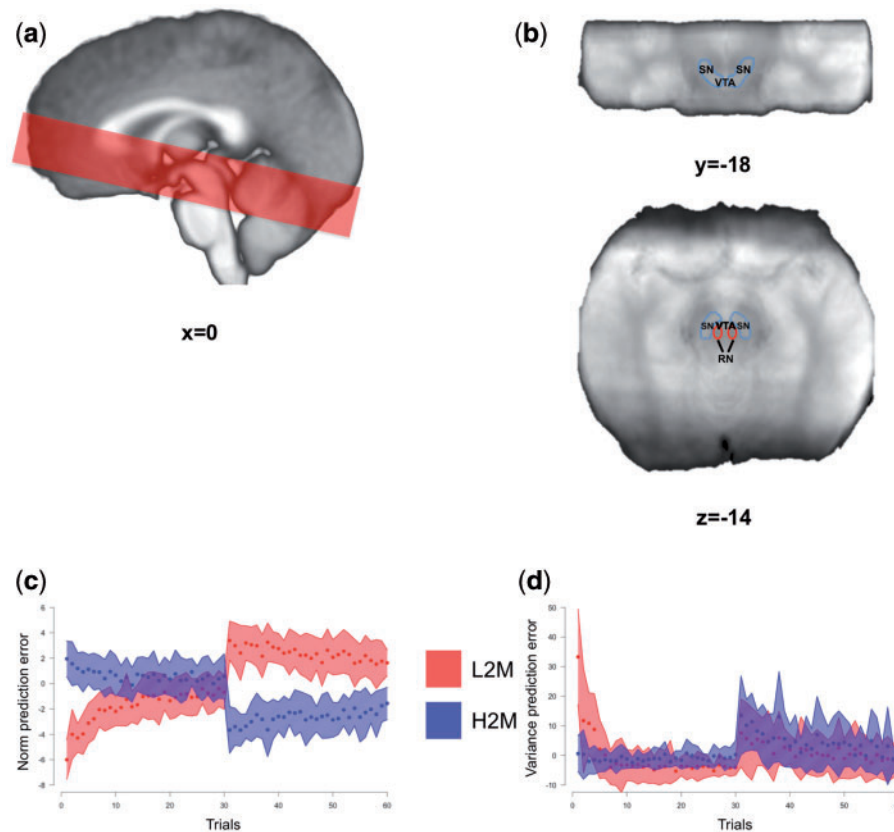 (a)
x=0
(b)
SN SN
VTA
y=-18
SN VTA SN
RN
z=-14
(c)
Norm prediction error
6
4
2
0
-2
-4
-6
-8
0 10 20 30 40 50 60
Trials
L2M
H2M
(d)
Variance prediction error
50
40
30
20
10
0
-10
0 10 20 30 40 50
Trials